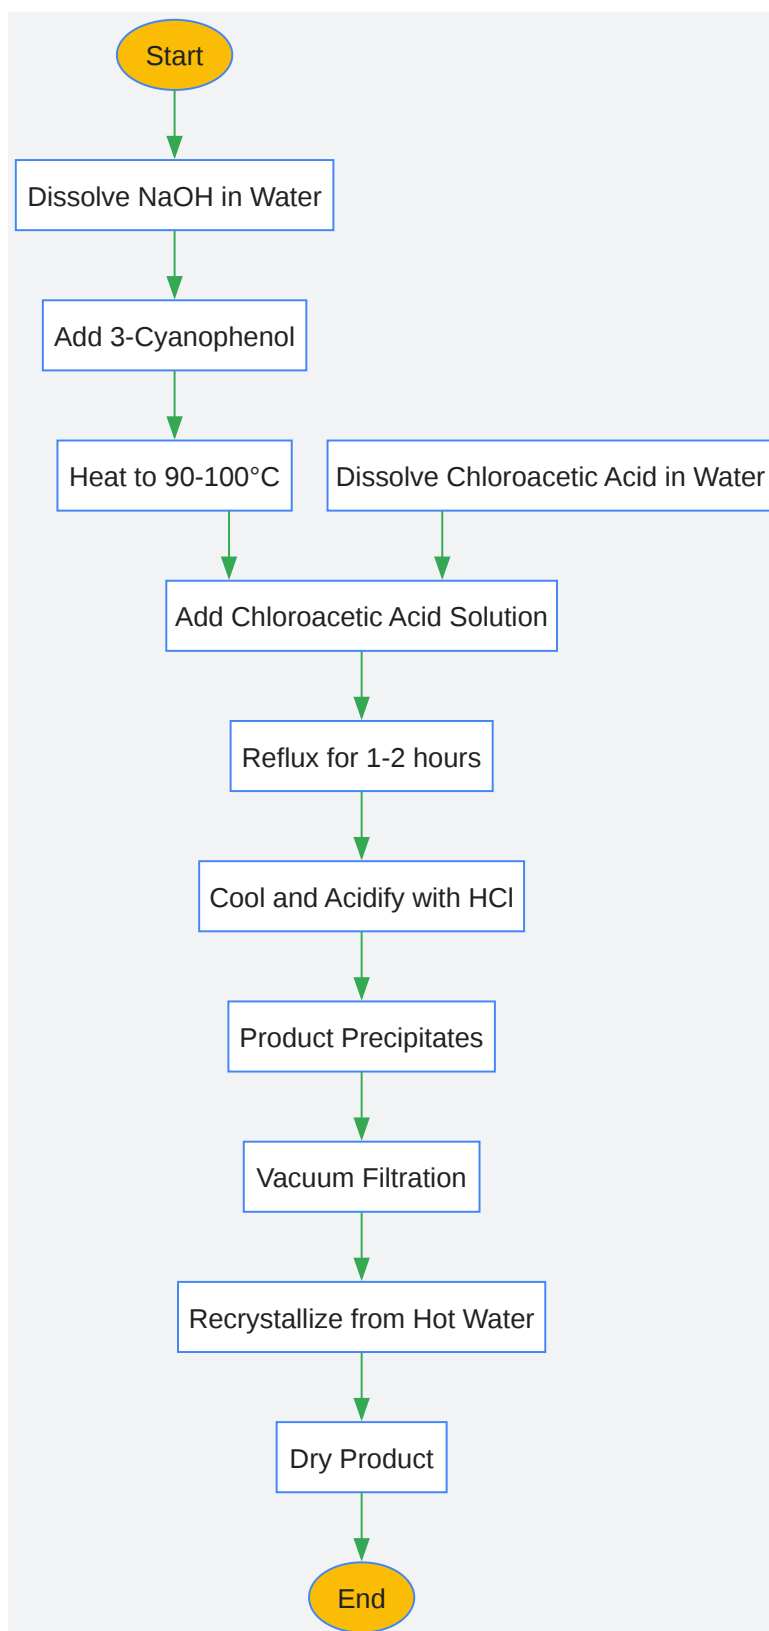 Start
Dissolve NaOH in Water
Add 3-Cyanophenol
Heat to 90-100°C
Dissolve Chloroacetic Acid in Water
Add Chloroacetic Acid Solution
Reflux for 1-2 hours
Cool and Acidify with HCl
Product Precipitates
Vacuum Filtration
Recrystallize from Hot Water
Dry Product
End